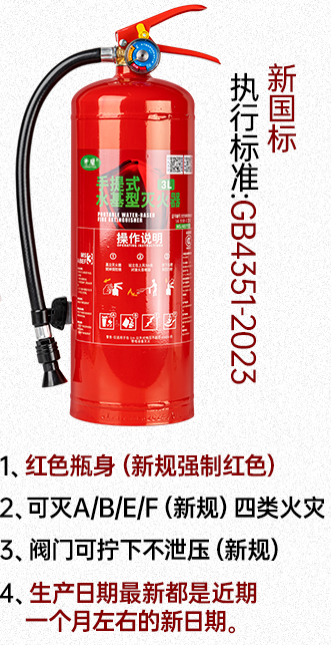 新国标
执行标准:GB4351-2023
手提式
3L
水基型灭火器
PORTABLE WATER-BASED
FIRE EXTINGUISHER
操作说明
1、红色瓶身（新规强制红色）
2、可灭A/B/E/F（新规）四类火灾
3、阀门可拧下不泄压（新规）
4、生产日期最新都是近期
一个月左右的新日期。